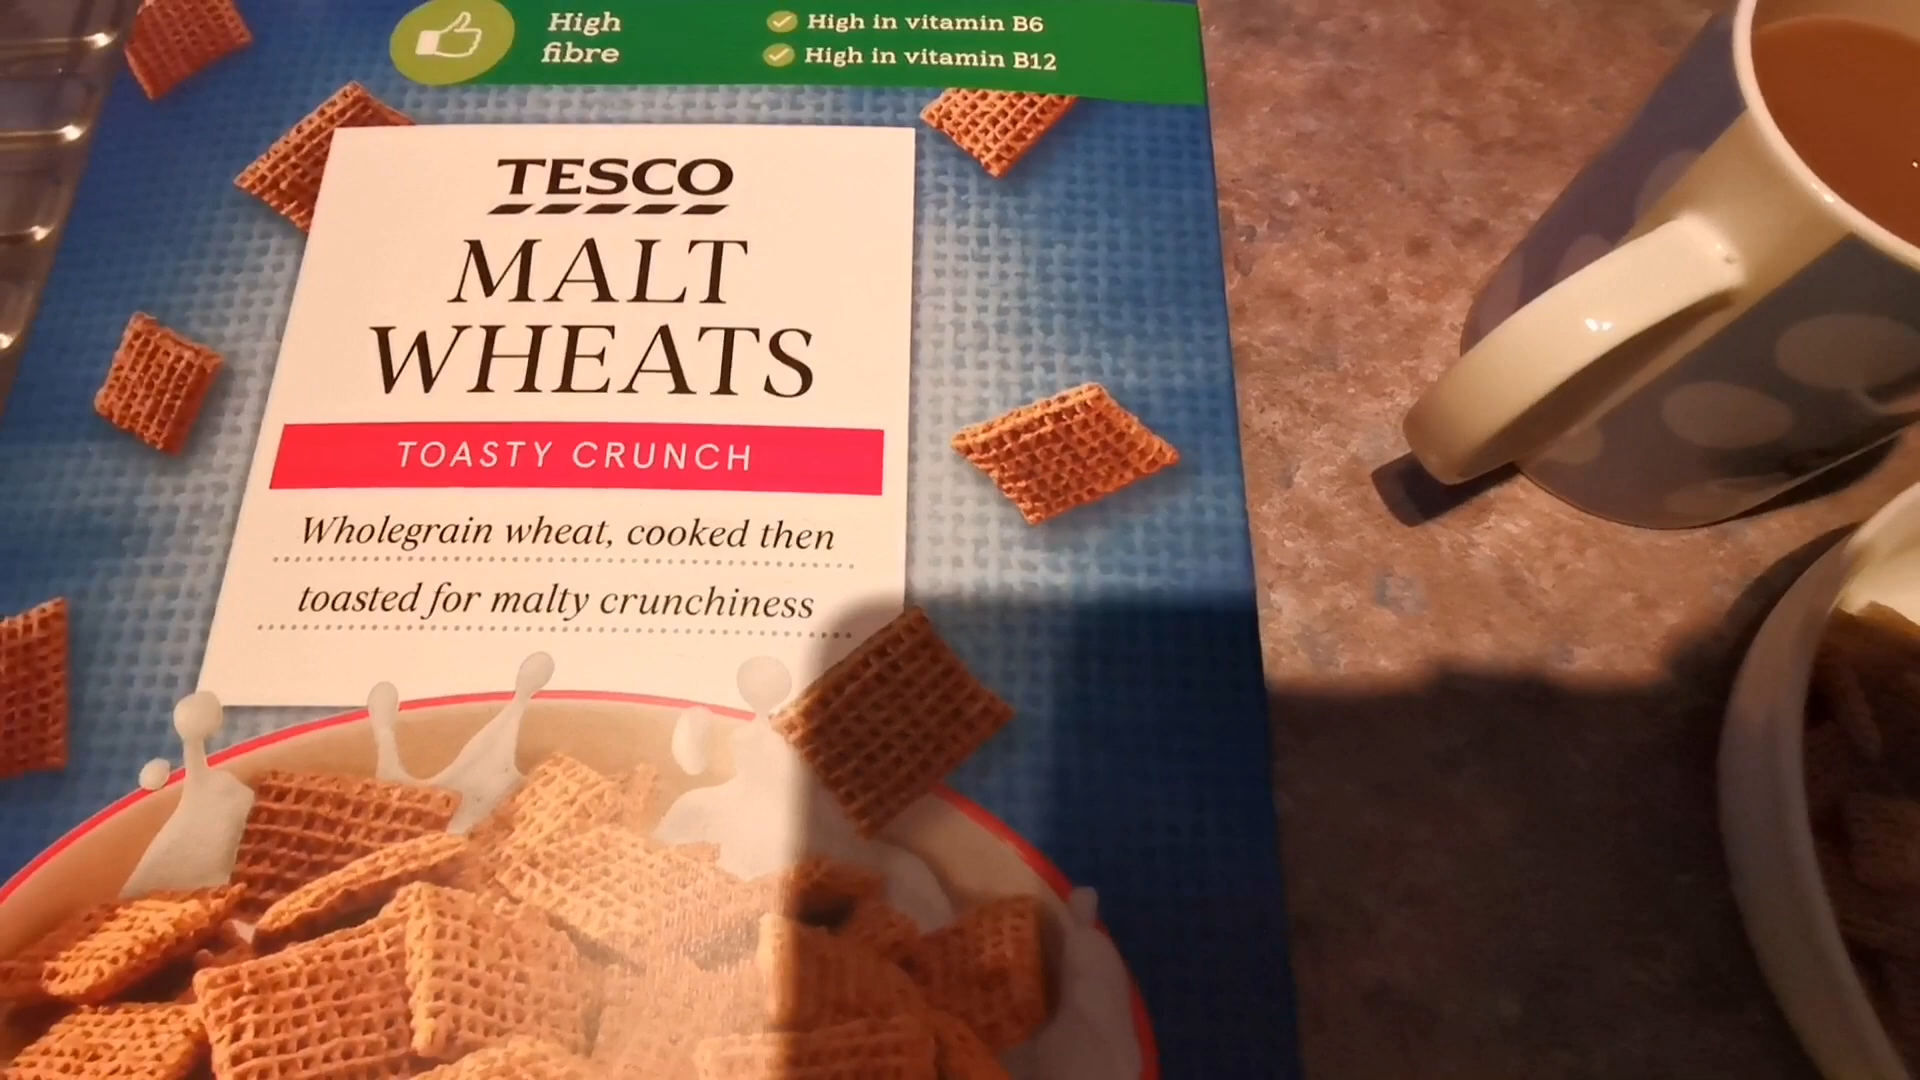 High
fibre
High in vitamin B6
High in vitamin B12
TESCO
MALT
WHEATS
TOASTY CRUNCH
Wholegrain wheat, cooked then
toasted for malty crunchiness